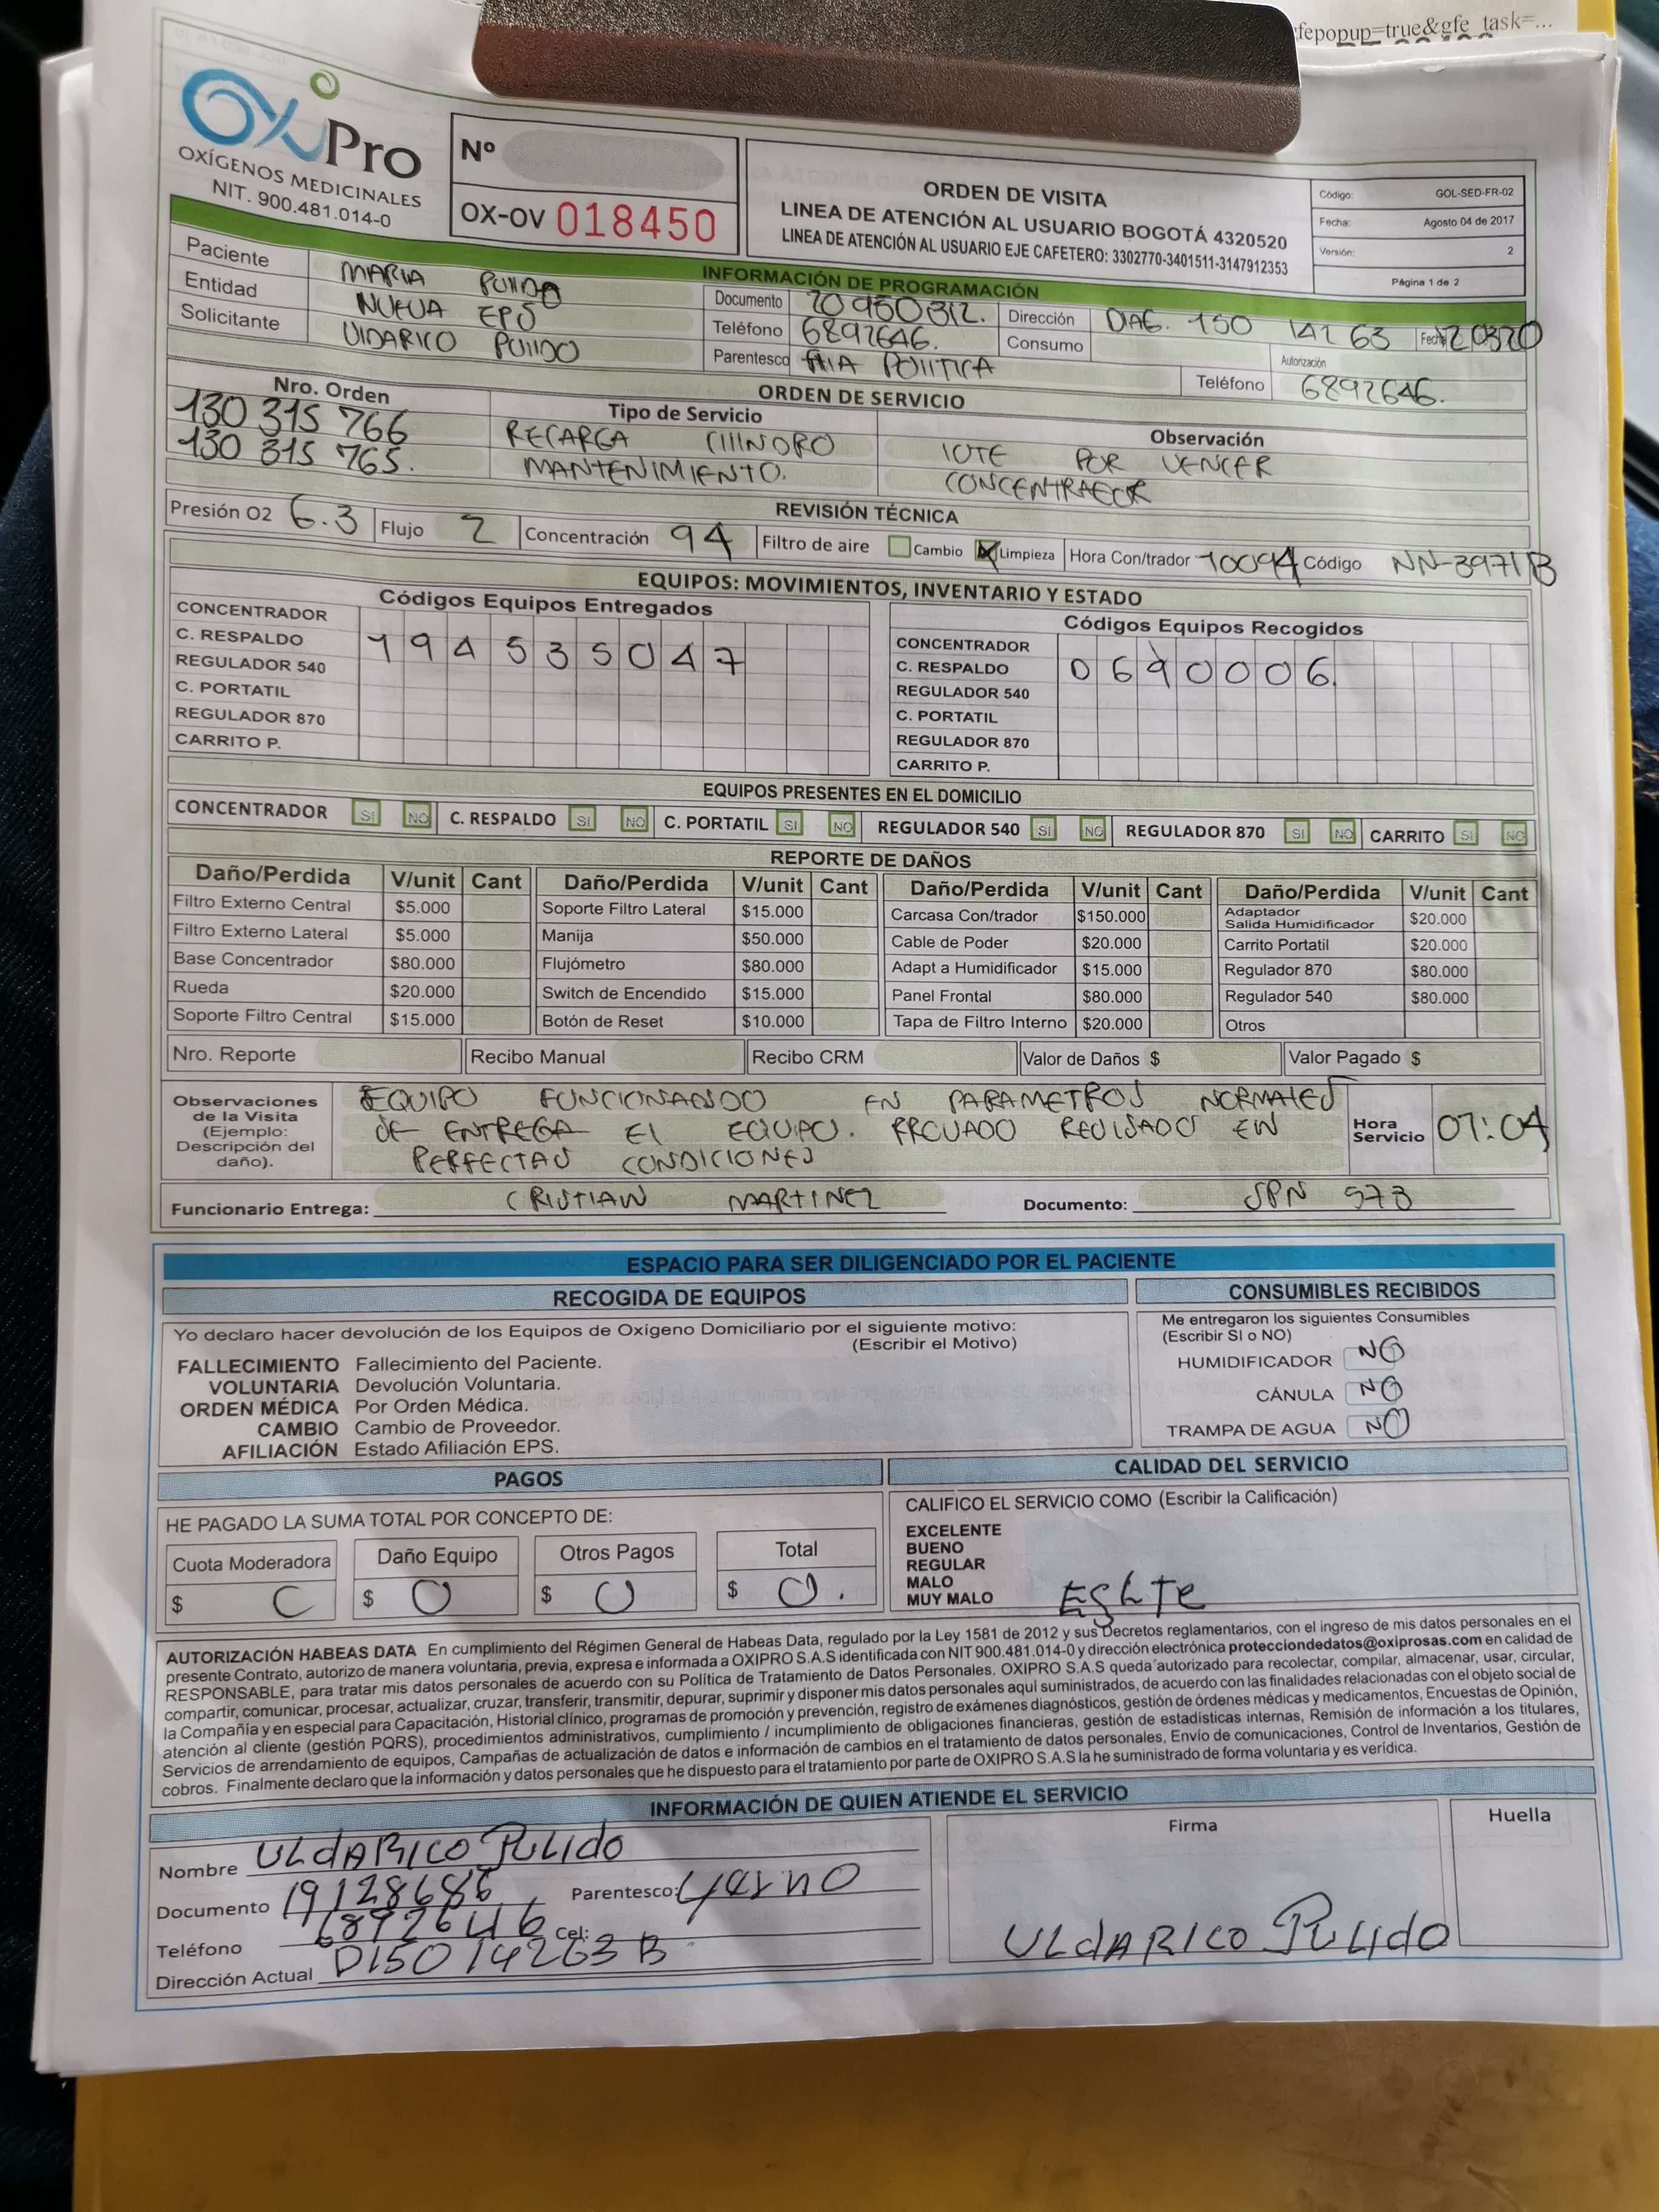 fepopup=true&gfe_task=...
OxiPro
OXÍGENOS MEDICINALES
NIT. 900.481.014-0
Nº
OX-OV 018450
ORDEN DE VISITA
LINEA DE ATENCIÓN AL USUARIO BOGOTÁ 4320520
LINEA DE ATENCIÓN AL USUARIO EJE CAFETERO: 3302770-3401511-3147912353
Código: GOL-SED-FR-02
Fecha: Agosto 04 de 2017
Versión: 2
Página 1 de 2
INFORMACIÓN DE PROGRAMACIÓN
Paciente MARIA PULIDO Documento 20950312. Dirección DAG. 150 142 63 Fecha 120320
Entidad NUEVA EPS Teléfono 6892646. Consumo Autorización
Solicitante UIDARICO PULIDO Parentesco POLITICA Teléfono 6892646.
ORDEN DE SERVICIO
Nro. Orden Tipo de Servicio Observación
130 315 766 RECARGA CILINDRO LOTE POR VENCER
130 315 765. MANTENIMIENTO. CONCENTRAEOR
REVISIÓN TÉCNICA
Presión O2 6.3 Flujo 2 Concentración 94 Filtro de aire Cambio X Limpieza Hora Con/trador 10094 Código NN-3971B
EQUIPOS: MOVIMIENTOS, INVENTARIO Y ESTADO
Códigos Equipos Entregados
CONCENTRADOR
C. RESPALDO 194535047
REGULADOR 540
C. PORTATIL
REGULADOR 870
CARRITO P.
Códigos Equipos Recogidos
CONCENTRADOR
C. RESPALDO 0690006.
REGULADOR 540
C. PORTATIL
REGULADOR 870
CARRITO P.
EQUIPOS PRESENTES EN EL DOMICILIO
CONCENTRADOR SI NO C. RESPALDO SI NO C. PORTATIL SI NO REGULADOR 540 SI NO REGULADOR 870 SI NO CARRITO SI NO
REPORTE DE DAÑOS
Daño/Perdida V/unit Cant Daño/Perdida V/unit Cant Daño/Perdida V/unit Cant Daño/Perdida V/unit Cant
Filtro Externo Central $5.000 Soporte Filtro Lateral $15.000 Carcasa Con/trador $150.000 Adaptador Salida Humidificador $20.000
Filtro Externo Lateral $5.000 Manija $50.000 Cable de Poder $20.000 Carrito Portatil $20.000
Base Concentrador $80.000 Flujómetro $80.000 Adapt a Humidificador $15.000 Regulador 870 $80.000
Rueda $20.000 Switch de Encendido $15.000 Panel Frontal $80.000 Regulador 540 $80.000
Soporte Filtro Central $15.000 Botón de Reset $10.000 Tapa de Filtro Interno $20.000 Otros
Nro. Reporte Recibo Manual Recibo CRM Valor de Daños $ Valor Pagado $
Observaciones de la Visita (Ejemplo: Descripción del daño).
EQUIPO FUNCIONANDO EN PARAMETROS NORMALES
SE ENTREGA EL EQUIPO. PROUADO REUISADO EN
PERFECTAS CONDICIONES
Hora Servicio 07:04
Funcionario Entrega: CRISTIAN MARTINEZ Documento: SPN 573
ESPACIO PARA SER DILIGENCIADO POR EL PACIENTE
RECOGIDA DE EQUIPOS
Yo declaro hacer devolución de los Equipos de Oxígeno Domiciliario por el siguiente motivo:
(Escribir el Motivo)
FALLECIMIENTO Fallecimiento del Paciente.
VOLUNTARIA Devolución Voluntaria.
ORDEN MÉDICA Por Orden Médica.
CAMBIO Cambio de Proveedor.
AFILIACIÓN Estado Afiliación EPS.
CONSUMIBLES RECIBIDOS
Me entregaron los siguientes Consumibles
(Escribir SI o NO)
HUMIDIFICADOR NO
CÁNULA NO
TRAMPA DE AGUA NO
PAGOS
HE PAGADO LA SUMA TOTAL POR CONCEPTO DE:
Cuota Moderadora Daño Equipo Otros Pagos Total
$ 0 $ 0 $ 0 $ 0.
CALIDAD DEL SERVICIO
CALIFICO EL SERVICIO COMO (Escribir la Calificación)
EXCELENTE
BUENO
REGULAR
MALO
MUY MALO
AUTORIZACIÓN HABEAS DATA En cumplimiento del Régimen General de Habeas Data, regulado por la Ley 1581 de 2012 y sus Decretos reglamentarios, con el ingreso de mis datos personales en el
presente Contrato, autorizo de manera voluntaria, previa, expresa e informada a OXIPRO S.A.S identificada con NIT 900.481.014-0 y dirección electrónica protecciondedatos@oxiprosas.com en calidad de
RESPONSABLE, para tratar mis datos personales de acuerdo con su Política de Tratamiento de Datos Personales. OXIPRO S.A.S queda autorizado para recolectar, compilar, almacenar, usar, circular,
compartir, comunicar, procesar, actualizar, cruzar, transferir, transmitir, depurar, suprimir y disponer mis datos personales aquí suministrados, de acuerdo con las finalidades relacionadas con el objeto social de
la Compañía y en especial para Capacitación, Historial clínico, programas de promoción y prevención, registro de exámenes diagnósticos, gestión de órdenes médicas y medicamentos, Encuestas de Opinión,
atención al cliente (gestión PQRS), procedimientos administrativos, cumplimiento / incumplimiento de obligaciones financieras, gestión de estadísticas internas, Remisión de información a los titulares,
Servicios de arrendamiento de equipos, Campañas de actualización de datos e información de cambios en el tratamiento de datos personales, Envío de comunicaciones, Control de Inventarios, Gestión de
cobros. Finalmente declaro que la información y datos personales que he dispuesto para el tratamiento por parte de OXIPRO S.A.S la he suministrado de forma voluntaria y es verídica.
INFORMACIÓN DE QUIEN ATIENDE EL SERVICIO
Nombre ULdARICO PULIdO
Documento 19128686 Parentesco: YeRNO
Teléfono 6892646 Cel:
Dirección Actual D150 14263 B
Firma
ULdARICO PULIdO
Huella